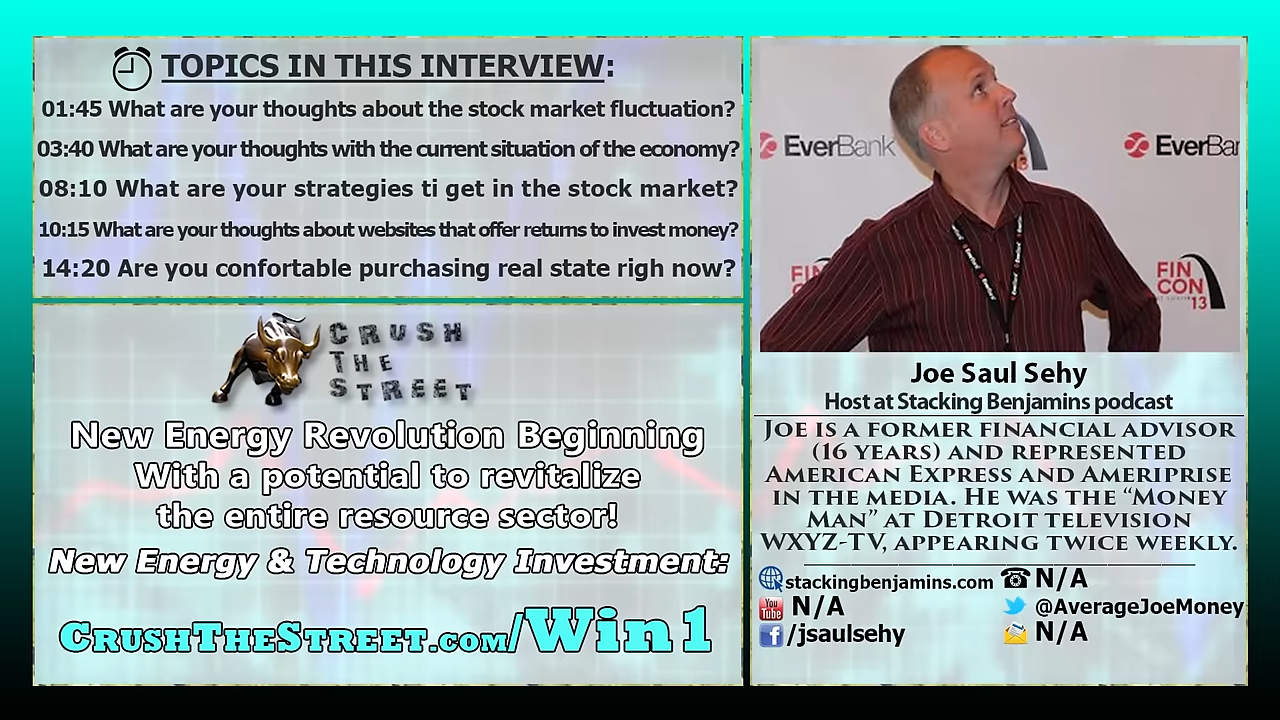 TOPICS IN THIS INTERVIEW:
01:45 What are your thoughts about the stock market fluctuation?
03:40 What are your thoughts with the current situation of the economy?
08:10 What are your strategies ti get in the stock market?
10:15 What are your thoughts about websites that offer returns to invest money?
14:20 Are you confortable purchasing real state righ now?
CRUSH
THE
STREET
New Energy Revolution Beginning
With a potential to revitalize
the entire resource sector!
New Energy & Technology Investment:
CRUSHTHESTREET.COM/Win1
EverBank
EverBan
FIN
FIN
CON
13
Joe Saul Sehy
Host at Stacking Benjamins podcast
JOE IS A FORMER FINANCIAL ADVISOR
(16 YEARS) AND REPRESENTED
AMERICAN EXPRESS AND AMERIPRISE
IN THE MEDIA. HE WAS THE “MONEY
MAN” AT DETROIT TELEVISION
WXYZ-TV, APPEARING TWICE WEEKLY.
stackingbenjamins.com N/A
You Tube N/A @AverageJoeMoney
f /jsaulsehy N/A